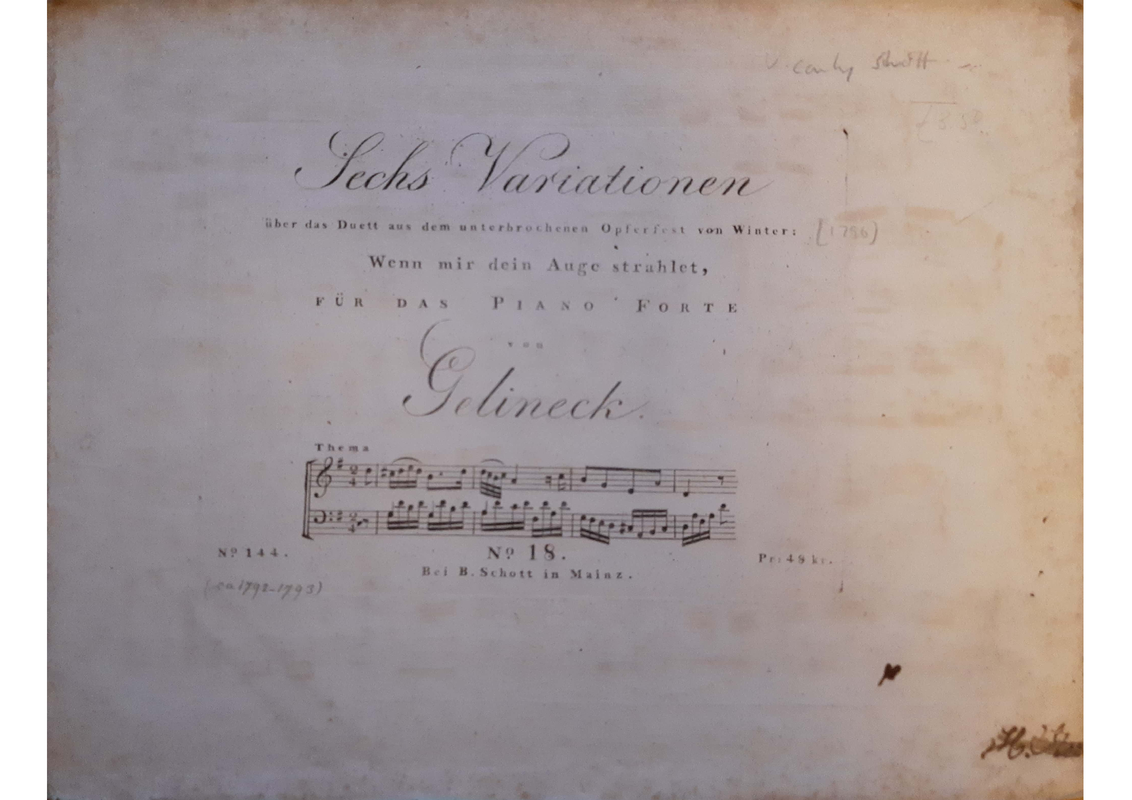 v. early Schott
£8.50
Sechs Variationen
über das Duett aus dem unterbrochenen Opferfest von Winter: [1796]
Wenn mir dein Auge strahlet,
FÜR DAS PIANO FORTE
von
Gelineck.
Thema
Nº 144. Nº 18. Pr: 48 kr.
Bei B. Schott in Mainz.
(ca 1792-1793)